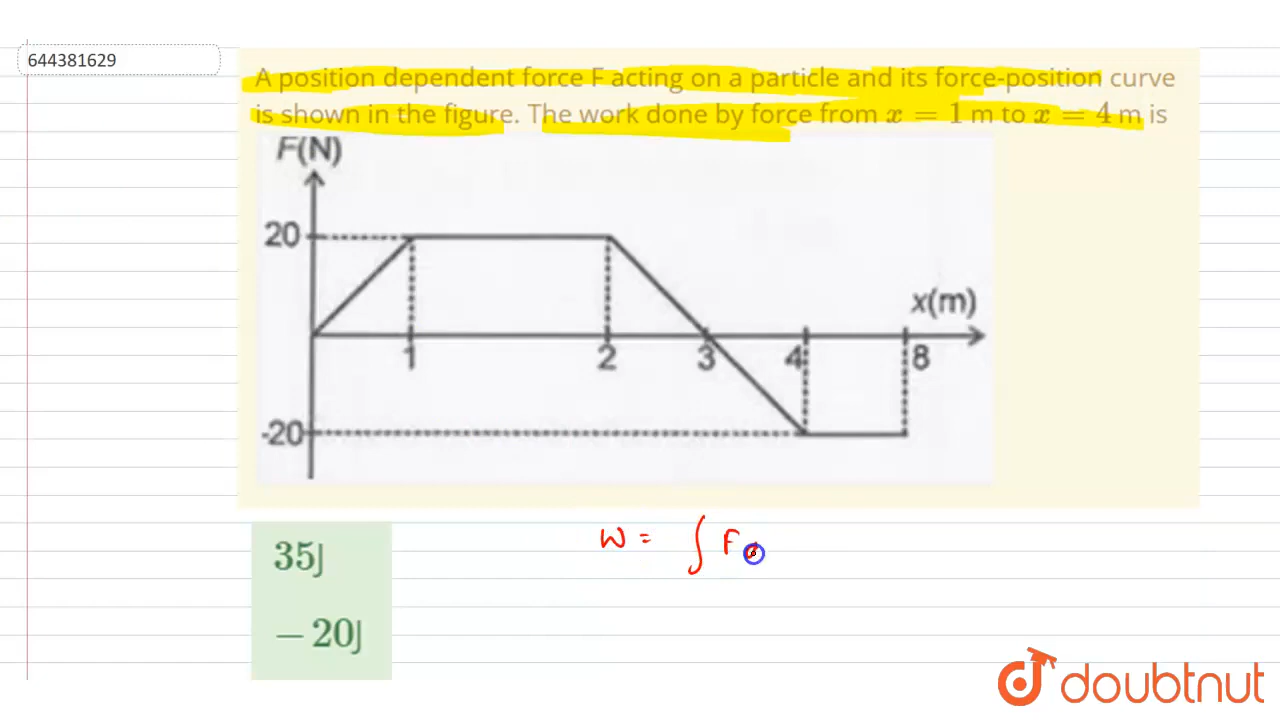 644381629
A position dependent force F acting on a particle and its force-position curve
is shown in the figure. The work done by force from x = 1 m to x = 4 m is
F(N)
20
x(m)
1 2 3 4 8
-20
W = ∫ F
35J
− 20J
doubtnut